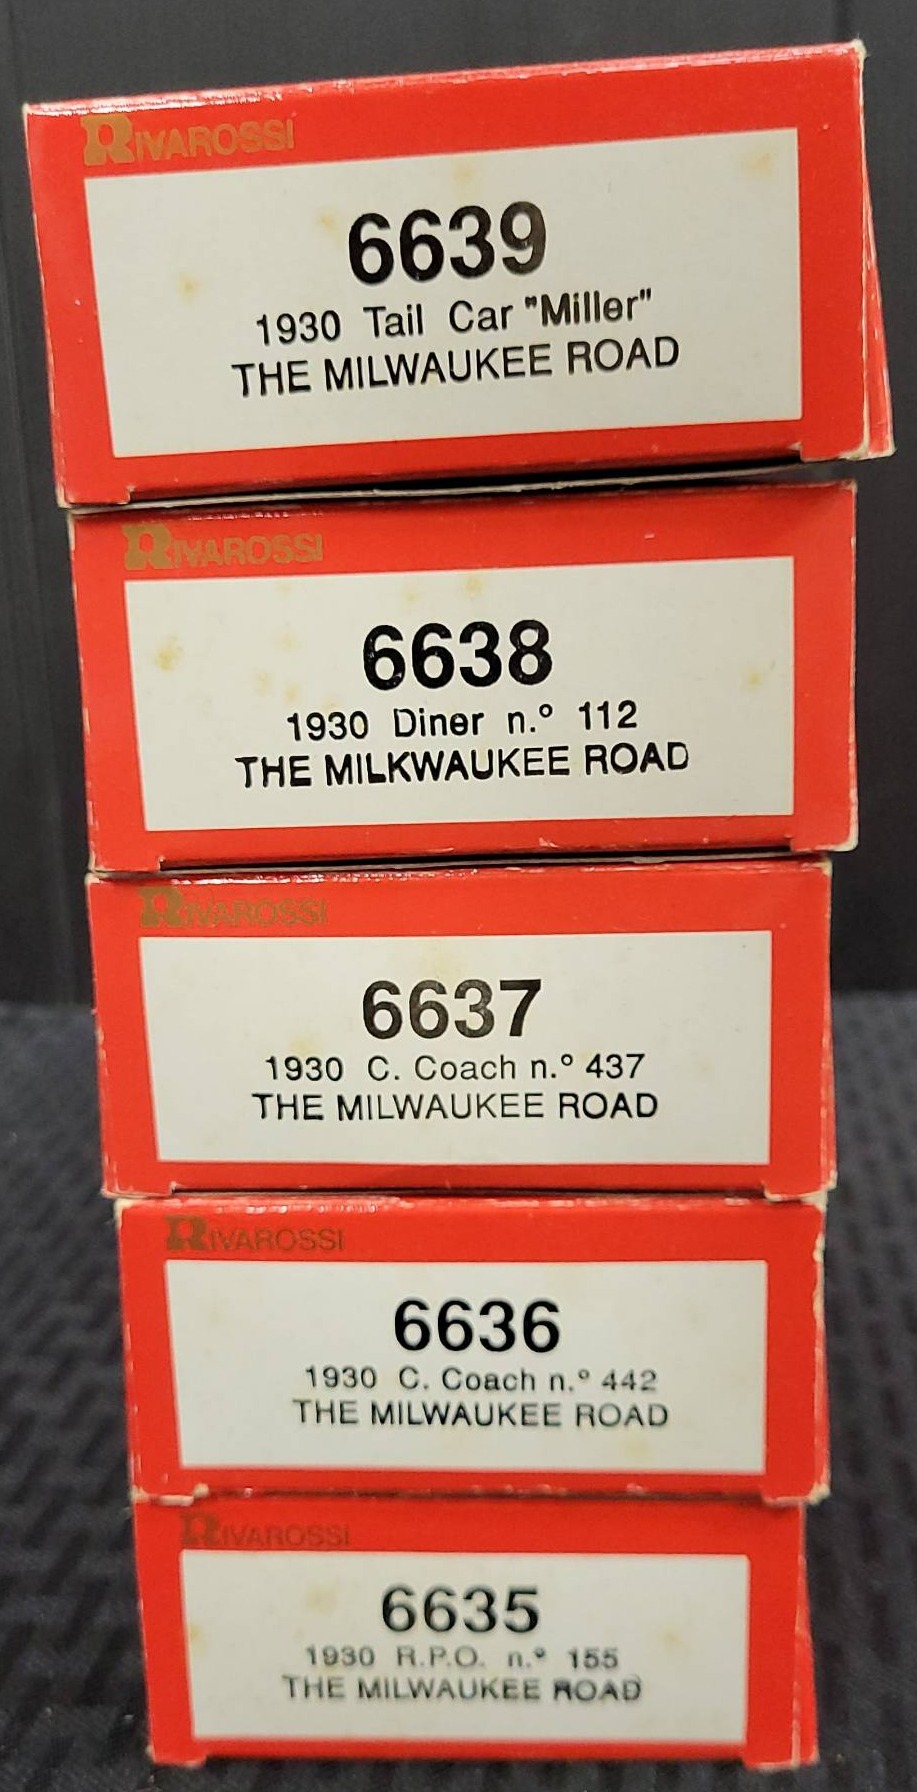 RIVAROSSI
6639
1930 Tail Car "Miller"
THE MILWAUKEE ROAD
RIVAROSSI
6638
1930 Diner n.º 112
THE MILKWAUKEE ROAD
RIVAROSSI
6637
1930 C. Coach n.º 437
THE MILWAUKEE ROAD
RIVAROSSI
6636
1930 C. Coach n.º 442
THE MILWAUKEE ROAD
RIVAROSSI
6635
1930 R.P.O. n.º 155
THE MILWAUKEE ROAD